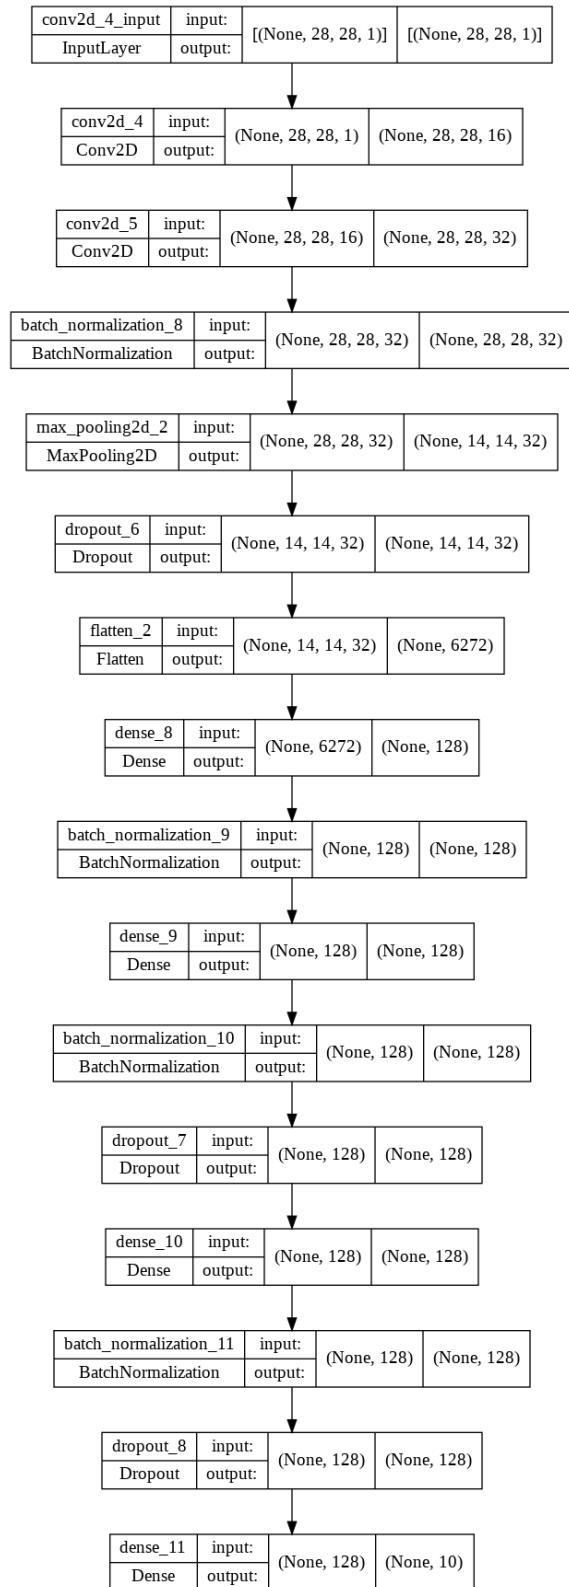 conv2d_4_input input: [(None, 28, 28, 1)] [(None, 28, 28, 1)]
InputLayer output:
conv2d_4 input: (None, 28, 28, 1) (None, 28, 28, 16)
Conv2D output:
conv2d_5 input: (None, 28, 28, 16) (None, 28, 28, 32)
Conv2D output:
batch_normalization_8 input: (None, 28, 28, 32) (None, 28, 28, 32)
BatchNormalization output:
max_pooling2d_2 input: (None, 28, 28, 32) (None, 14, 14, 32)
MaxPooling2D output:
dropout_6 input: (None, 14, 14, 32) (None, 14, 14, 32)
Dropout output:
flatten_2 input: (None, 14, 14, 32) (None, 6272)
Flatten output:
dense_8 input: (None, 6272) (None, 128)
Dense output:
batch_normalization_9 input: (None, 128) (None, 128)
BatchNormalization output:
dense_9 input: (None, 128) (None, 128)
Dense output:
batch_normalization_10 input: (None, 128) (None, 128)
BatchNormalization output:
dropout_7 input: (None, 128) (None, 128)
Dropout output:
dense_10 input: (None, 128) (None, 128)
Dense output:
batch_normalization_11 input: (None, 128) (None, 128)
BatchNormalization output:
dropout_8 input: (None, 128) (None, 128)
Dropout output:
dense_11 input: (None, 128) (None, 10)
Dense output: